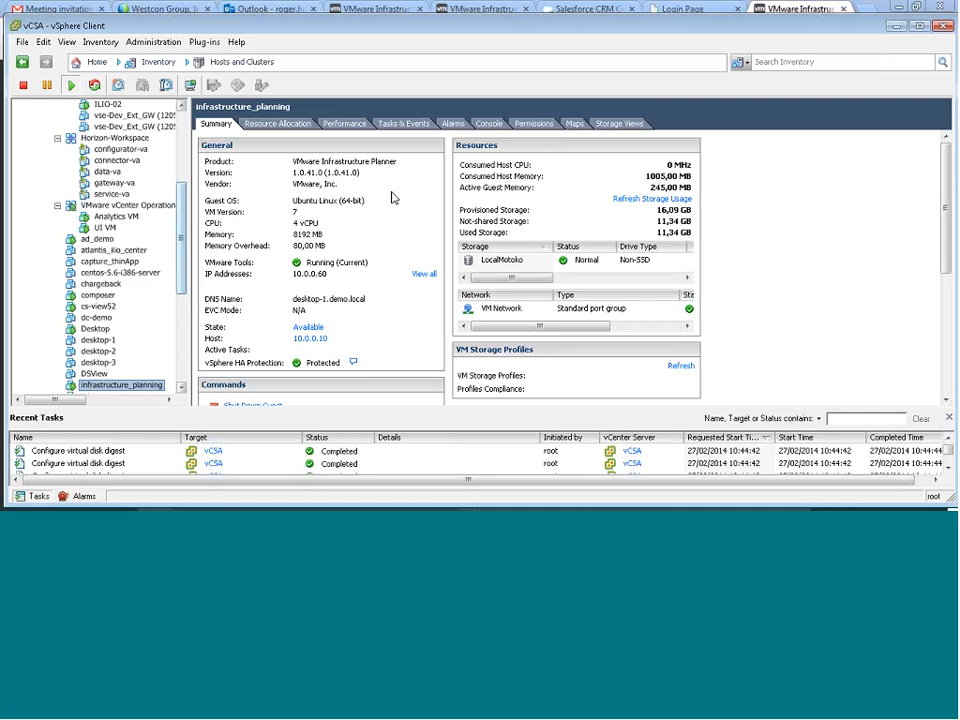 Meeting invitati... Westcon Group, I... Outlook - roger.h... VMware Infrastruc... VMware Infrastru... Salesforce CRM C... Login Page VMware Infrastruc...
vCSA - vSphere Client
File Edit View Inventory Administration Plug-ins Help
Home Inventory Hosts and Clusters Search Inventory
ILIO-02
vse-Dev_Ext_GW (120!
vse-Dev_Ext_GW (120!
Horizon-Workspace
configurator-va
connector-va
data-va
gateway-va
service-va
VMware vCenter Operation
Analytics VM
UI VM
ad_demo
atlantis_ilio_center
capture_thinApp
centos-5.6-i386-server
chargeback
composer
cs-view52
dc-demo
Desktop
desktop-1
desktop-2
desktop-3
DSView
infrastructure_planning
infrastructure_planning
Summary Resource Allocation Performance Tasks & Events Alarms Console Permissions Maps Storage Views
General
Product: VMware Infrastructure Planner
Version: 1.0.41.0 (1.0.41.0)
Vendor: VMware, Inc.
Guest OS: Ubuntu Linux (64-bit)
VM Version: 7
CPU: 4 vCPU
Memory: 8192 MB
Memory Overhead: 80,00 MB
VMware Tools: Running (Current)
IP Addresses: 10.0.0.60 View all
DNS Name: desktop-1.demo.local
EVC Mode: N/A
State: Available
Host: 10.0.0.10
Active Tasks:
vSphere HA Protection: Protected
Commands
Shut Down Guest
Resources
Consumed Host CPU: 0 MHz
Consumed Host Memory: 1005,00 MB
Active Guest Memory: 245,00 MB
Refresh Storage Usage
Provisioned Storage: 16,09 GB
Not-shared Storage: 11,34 GB
Used Storage: 11,34 GB
Storage Status Drive Type
LocalMotoko Normal Non-SSD
Network Type Sta
VM Network Standard port group
VM Storage Profiles
Refresh
VM Storage Profiles:
Profiles Compliance:
Recent Tasks Name, Target or Status contains: Clear
Name Target Status Details Initiated by vCenter Server Requested Start Ti... Start Time Completed Time
Configure virtual disk digest vCSA Completed root vCSA 27/02/2014 10:44:42 27/02/2014 10:44:42 27/02/2014 10:44:44
Configure virtual disk digest vCSA Completed root vCSA 27/02/2014 10:44:42 27/02/2014 10:44:42 27/02/2014 10:44:44
Tasks Alarms root